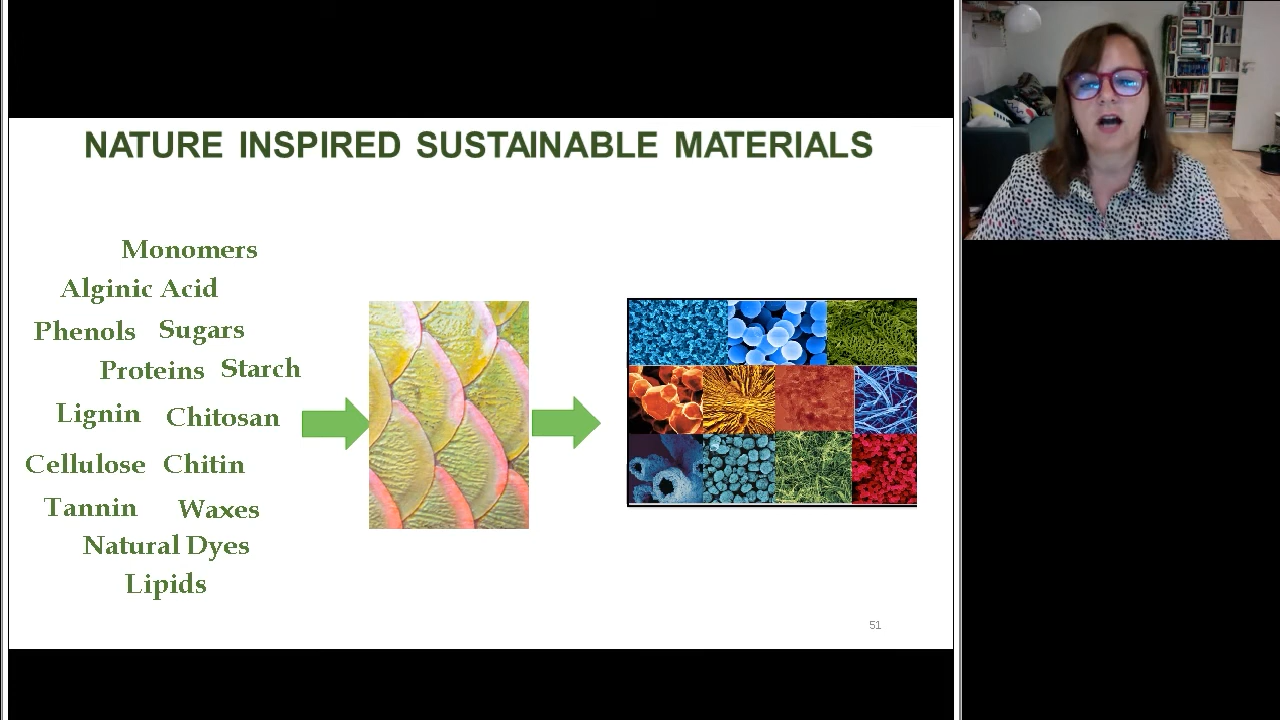 NATURE INSPIRED SUSTAINABLE MATERIALS
Monomers
Alginic Acid
Phenols Sugars
Proteins Starch
Lignin Chitosan
Cellulose Chitin
Tannin Waxes
Natural Dyes
Lipids
51